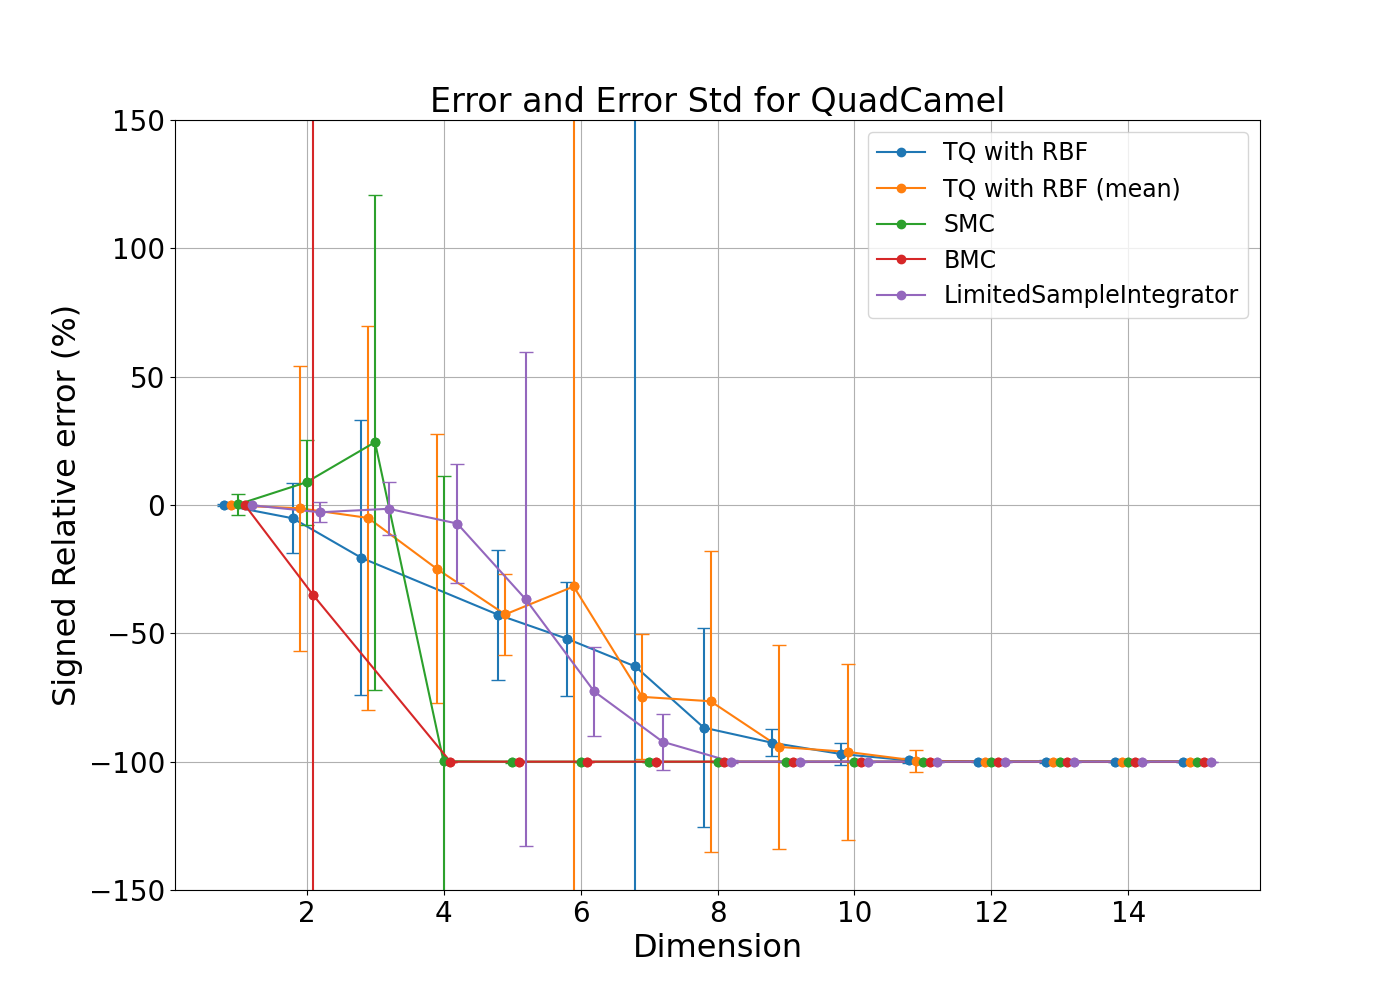 Error and Error Std for QuadCamel
150
100
50
0
−50
−100
−150
Signed Relative error (%)
TQ with RBF
TQ with RBF (mean)
SMC
BMC
LimitedSampleIntegrator
2 4 6 8 10 12 14
Dimension